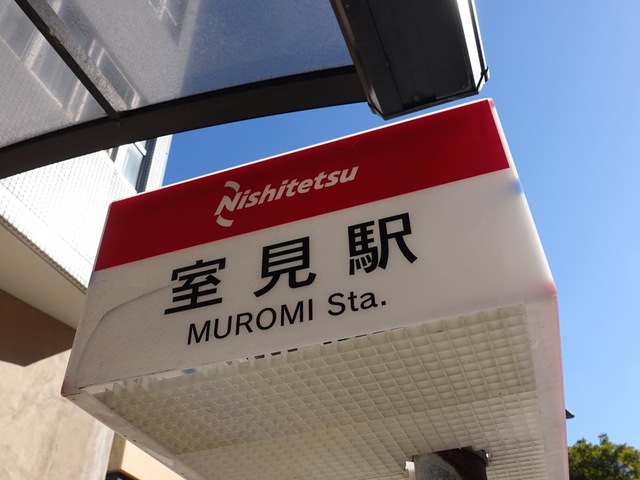 Nishitetsu
室見駅
MUROMI Sta.